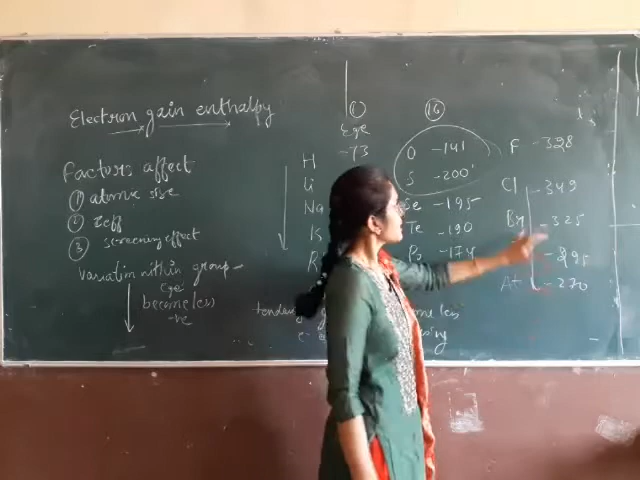 Electron gain enthalpy
Factors affect
① atomic size
② Zeff
③ screening effect
Variation within group -
ege
become less
-ve
①
Ege
H -73
Li
Na
K
⑯
O -141
S -200
Se -195
Te -190
Po -174
F -328
Cl -349
Br -325
-295
At -270